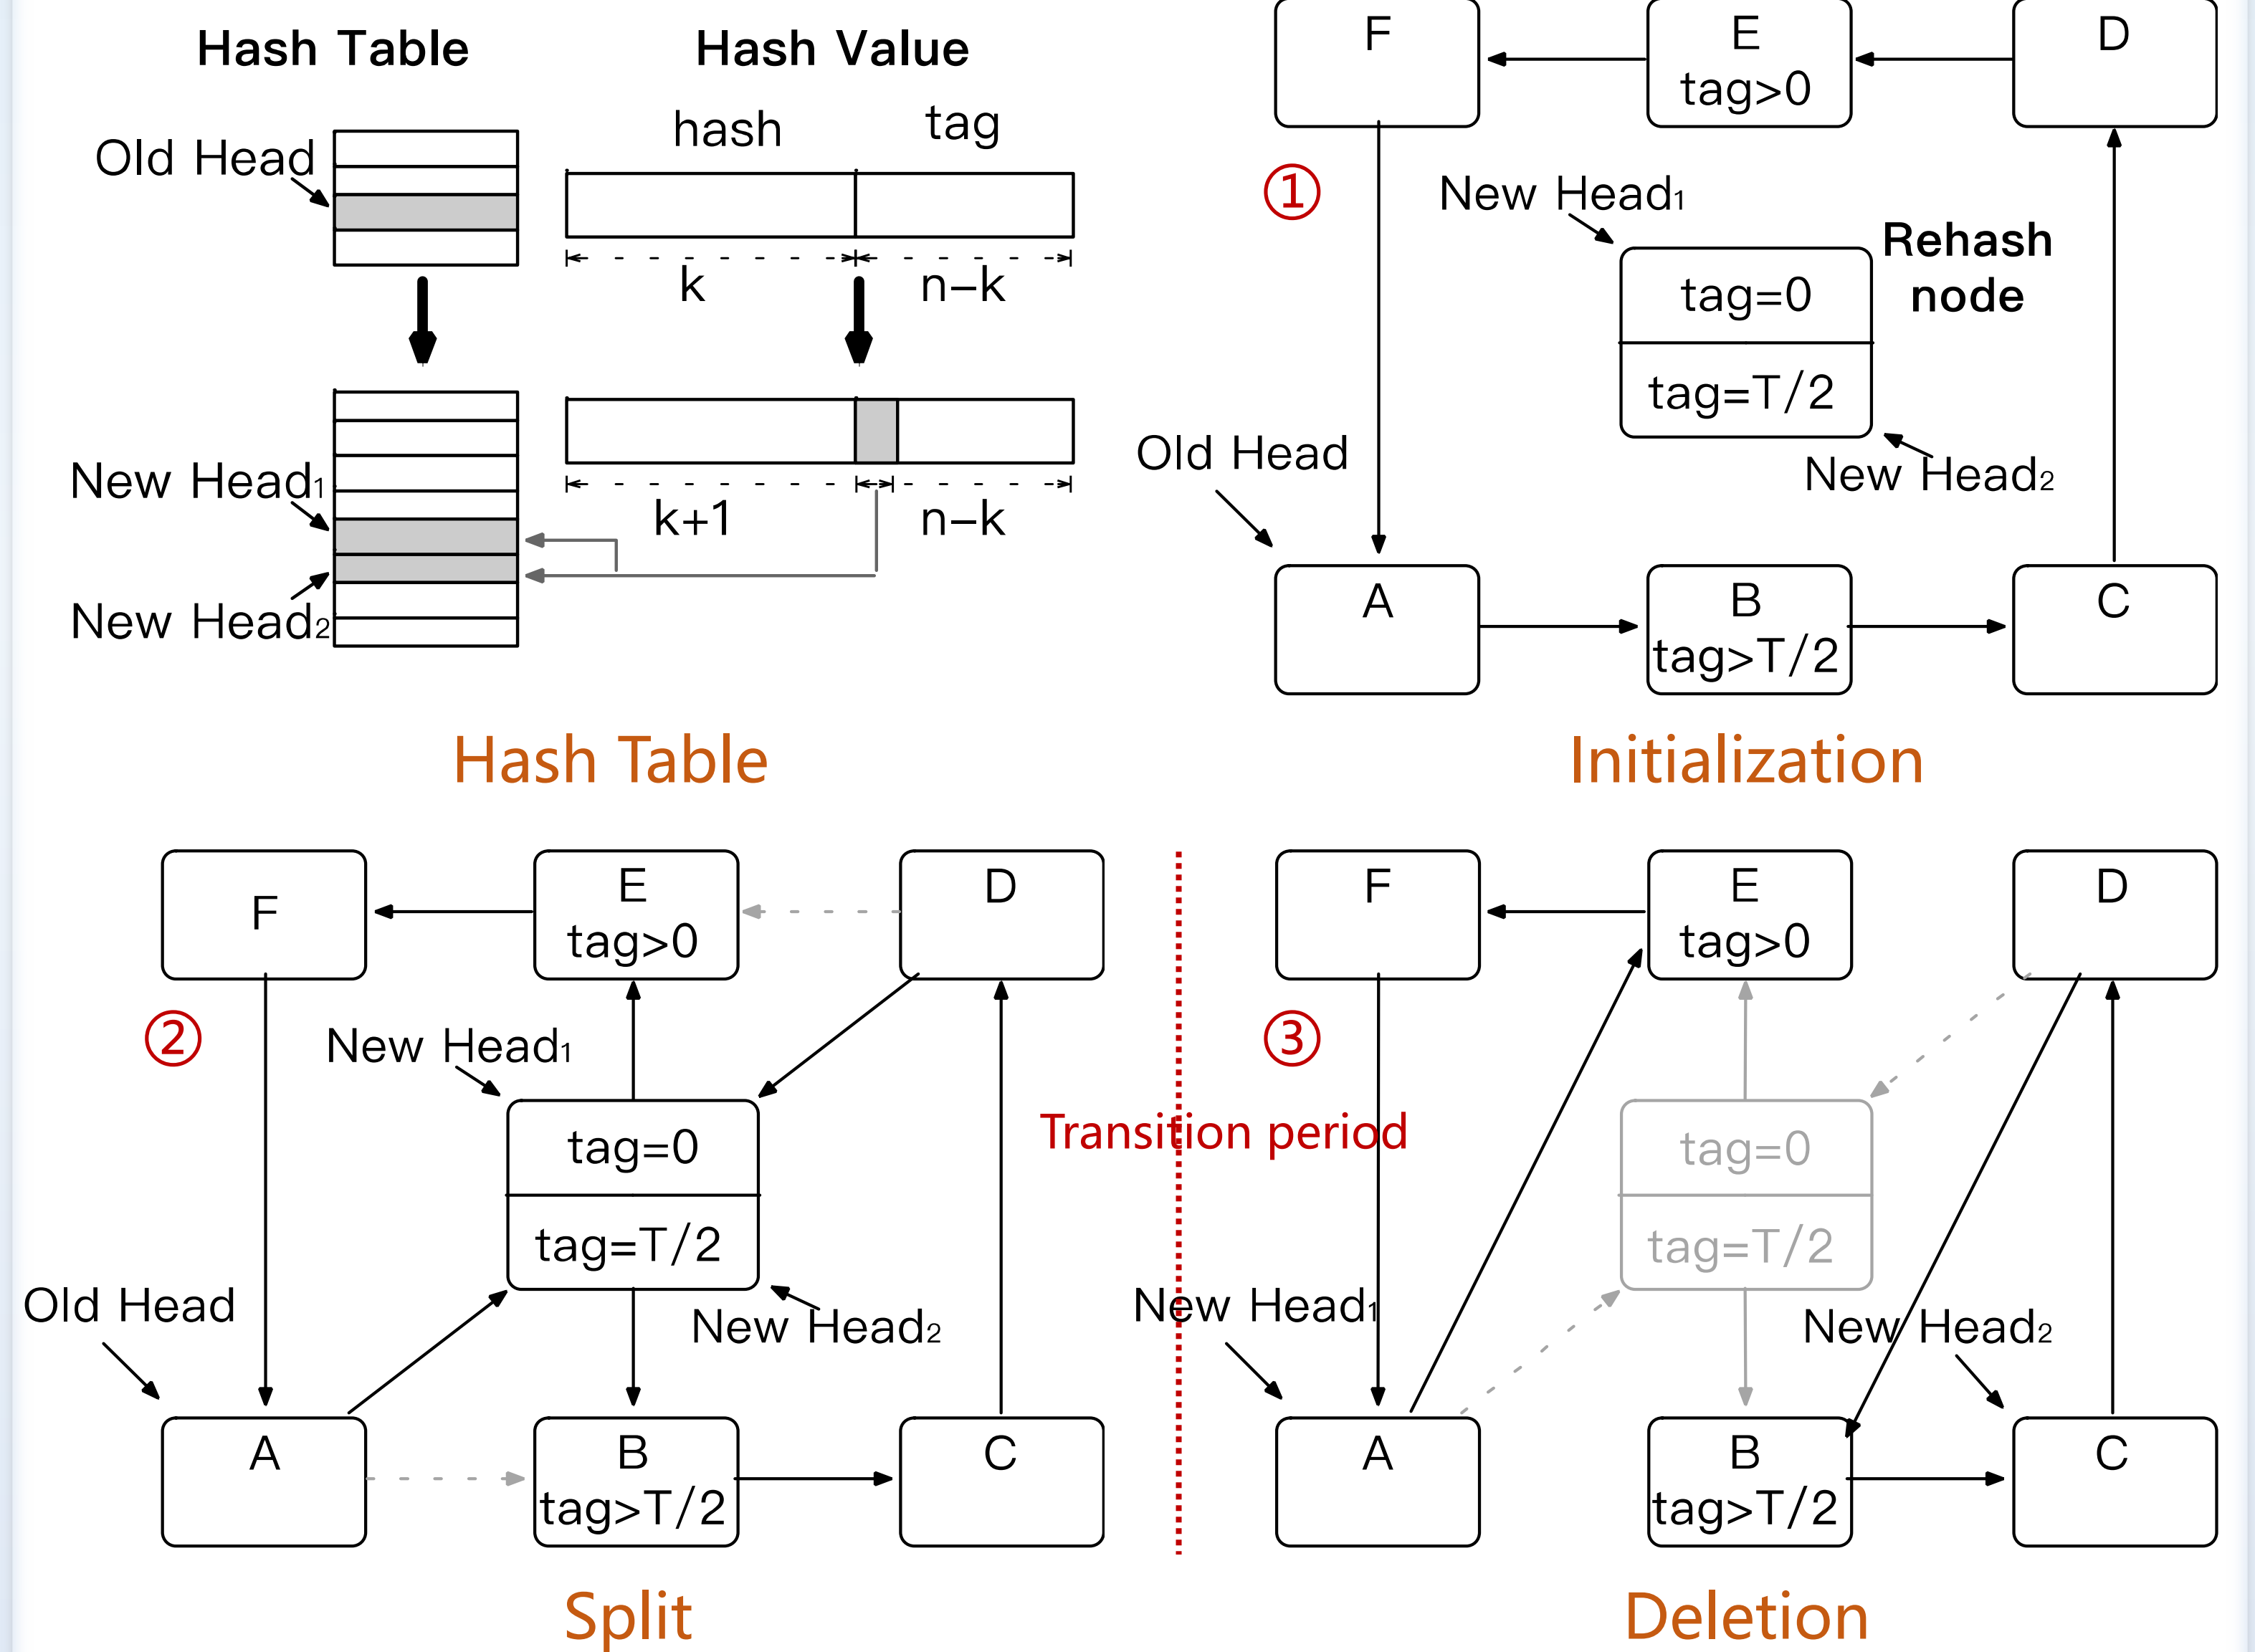 Hash Table
Hash Value
hash
tag
Old Head
k
n-k
New Head1
k+1
n-k
New Head2
Hash Table
F
E
tag>0
D
①
New Head1
Rehash
node
tag=0
tag=T/2
Old Head
New Head2
A
B
tag>T/2
C
Initialization
F
E
tag>0
D
②
New Head1
tag=0
tag=T/2
Old Head
New Head2
A
B
tag>T/2
C
Split
Transition period
F
E
tag>0
D
③
tag=0
tag=T/2
New Head1
New Head2
A
B
tag>T/2
C
Deletion